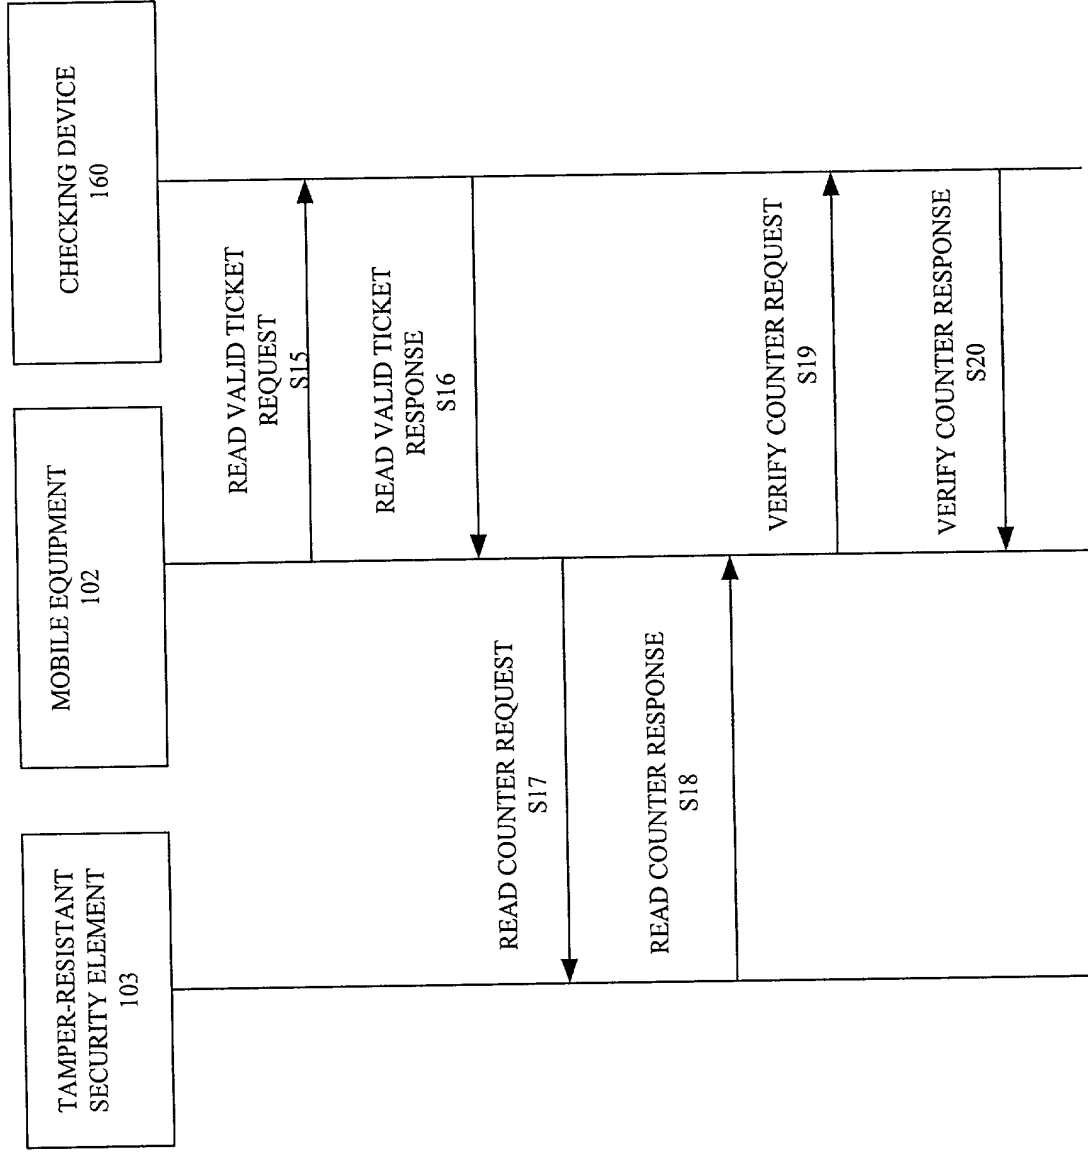 TAMPER-RESISTANT
SECURITY ELEMENT
103
MOBILE EQUIPMENT
102
CHECKING DEVICE
160
READ VALID TICKET
REQUEST
S15
READ VALID TICKET
RESPONSE
S16
READ COUNTER REQUEST
S17
READ COUNTER RESPONSE
S18
VERIFY COUNTER REQUEST
S19
VERIFY COUNTER RESPONSE
S20